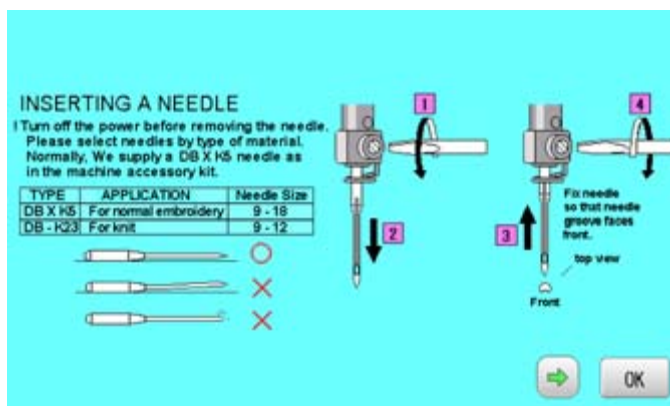 INSERTING A NEEDLE
! Turn off the power before removing the needle.
Please select needles by type of material.
Normally, We supply a DB X K5 needle as
in the machine accessory kit.
TYPE APPLICATION Needle Size
DB X K5 For normal embroidery 9 - 18
DB - K23 For knit 9 - 12
1
2
3
4
Fix needle
so that needle
groove faces
front.
top view
Front
OK